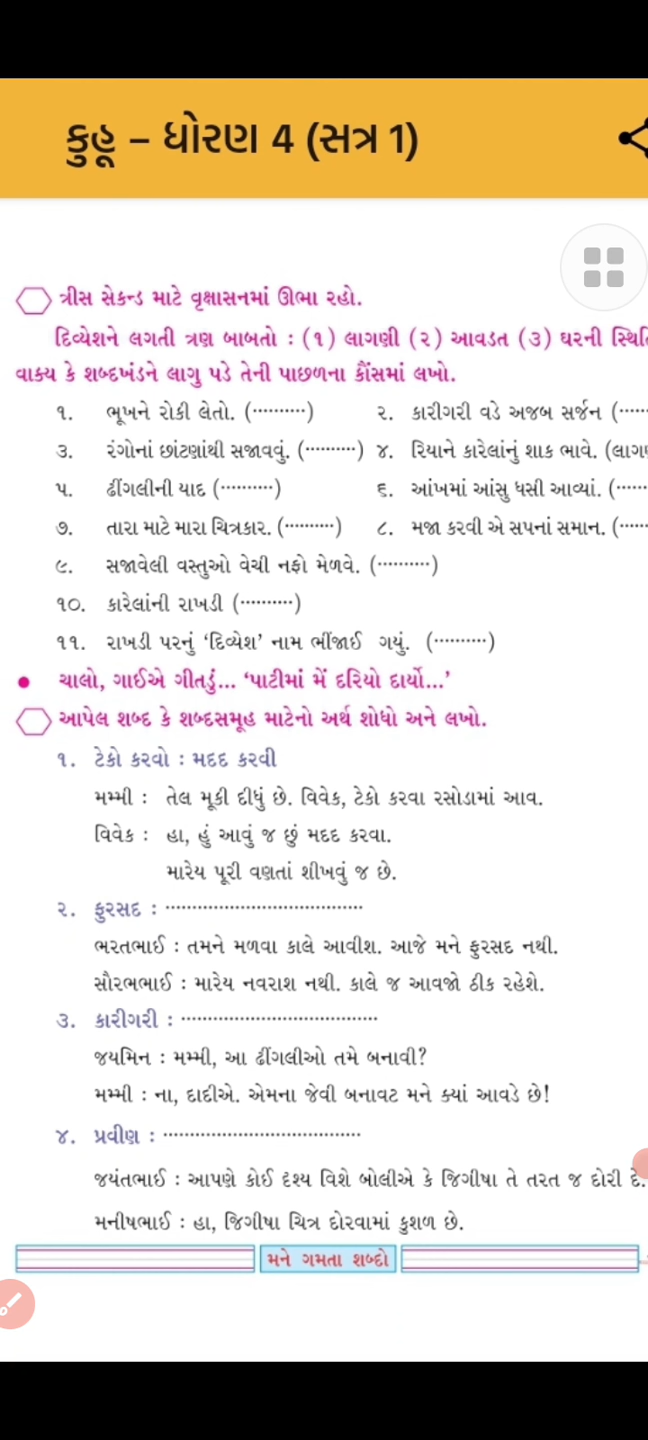 કુહૂ – ધોરણ 4 (સત્ર 1)
ત્રીસ સેકન્ડ માટે વૃક્ષાસનમાં ઊભા રહો.
દિવ્યેશને લગતી ત્રણ બાબતો : (૧) લાગણી (૨) આવડત (૩) ઘરની
વાક્ય કે શબ્દખંડને લાગુ પડે તેની પાછળના કૌંસમાં લખો.
૧. ભૂખને રોકી લેતો. (..........) ૨. કારીગરી વડે અજબ સર્જન (.....
૩. રંગોનાં છાંટણાંથી સજાવવું. (..........) ૪. રિયાને કારેલાંનું શાક ભાવે.
૫. ઢીંગલીની યાદ (..........) ૬. આંખમાં આંસુ ધસી આવ્યાં. (......
૭. તારા માટે મારા ચિત્રકાર. (..........) ૮. મજા કરવી એ સપનાં સમાન. (.....
૯. સજાવેલી વસ્તુઓ વેચી નફો મેળવે. (..........)
૧૦. કારેલાંની રાખડી (..........)
૧૧. રાખડી પરનું ‘દિવ્યેશ’ નામ ભીંજાઈ ગયું. (..........)
• ચાલો, ગાઈએ ગીતડું... ‘પાટીમાં મેં દરિયો દાર્યો...’
આપેલ શબ્દ કે શબ્દસમૂહ માટેનો અર્થ શોધો અને લખો.
૧. ટેકો કરવો : મદદ કરવી
મમ્મી : તેલ મૂકી દીધું છે. વિવેક, ટેકો કરવા રસોડામાં આવ.
વિવેક : હા, હું આવું જ છું મદદ કરવા.
મારેય પૂરી વણતાં શીખવું જ છે.
૨. ફુરસદ : .....................................
ભરતભાઈ : તમને મળવા કાલે આવીશ. આજે મને ફુરસદ નથી.
સૌરભભાઈ : મારેય નવરાશ નથી. કાલે જ આવજો ઠીક રહેશે.
૩. કારીગરી : .....................................
જયમિન : મમ્મી, આ ઢીંગલીઓ તમે બનાવી?
મમ્મી : ના, દાદીએ. એમના જેવી બનાવટ મને ક્યાં આવડે છે!
૪. પ્રવીણ : .....................................
જયંતભાઈ : આપણે કોઈ દૃશ્ય વિશે બોલીએ કે જિગીષા તે તરત જ દોરી દે.
મનીષભાઈ : હા, જિગીષા ચિત્ર દોરવામાં કુશળ છે.
મને ગમતા શબ્દો